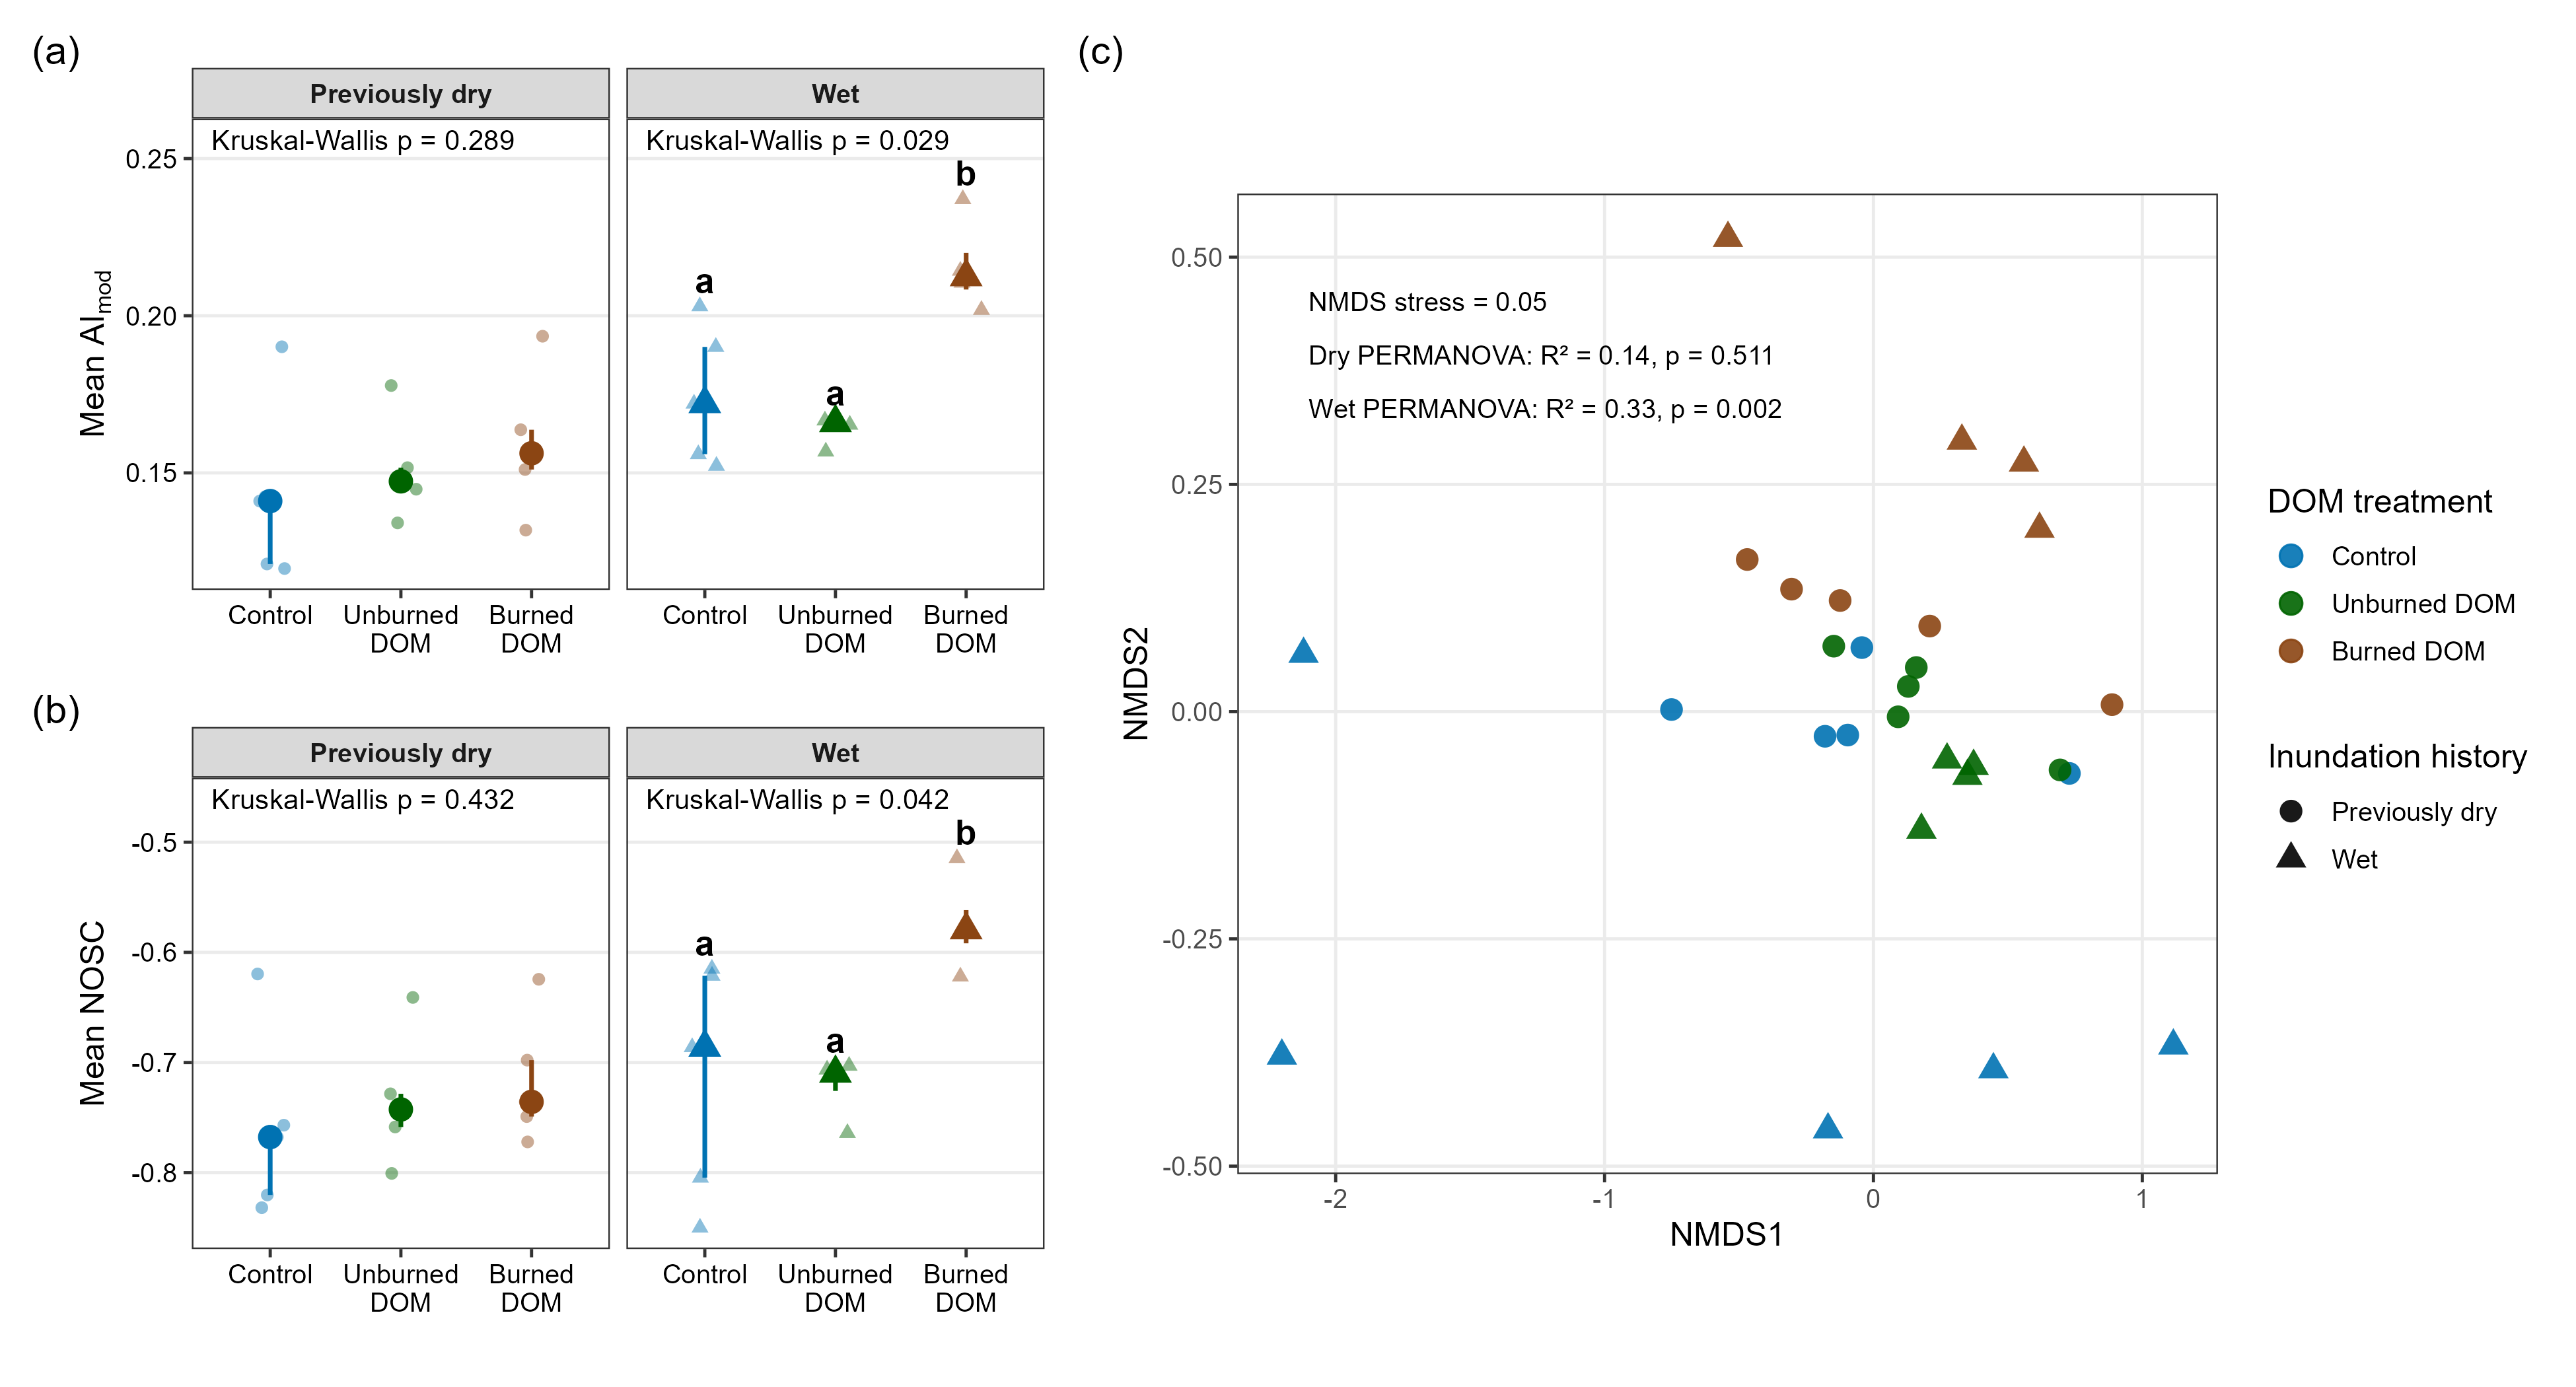 (a)
Previously dry
Wet
Kruskal-Wallis p = 0.289
Kruskal-Wallis p = 0.029
Mean AImod
0.25
0.20
0.15
b
a
a
Control
Unburned
DOM
Burned
DOM
Control
Unburned
DOM
Burned
DOM
(b)
Previously dry
Wet
Kruskal-Wallis p = 0.432
Kruskal-Wallis p = 0.042
Mean NOSC
-0.5
-0.6
-0.7
-0.8
b
a
a
Control
Unburned
DOM
Burned
DOM
Control
Unburned
DOM
Burned
DOM
(c)
NMDS stress = 0.05
Dry PERMANOVA: R² = 0.14, p = 0.511
Wet PERMANOVA: R² = 0.33, p = 0.002
NMDS2
0.50
0.25
0.00
-0.25
-0.50
-2
-1
0
1
NMDS1
DOM treatment
Control
Unburned DOM
Burned DOM
Inundation history
Previously dry
Wet